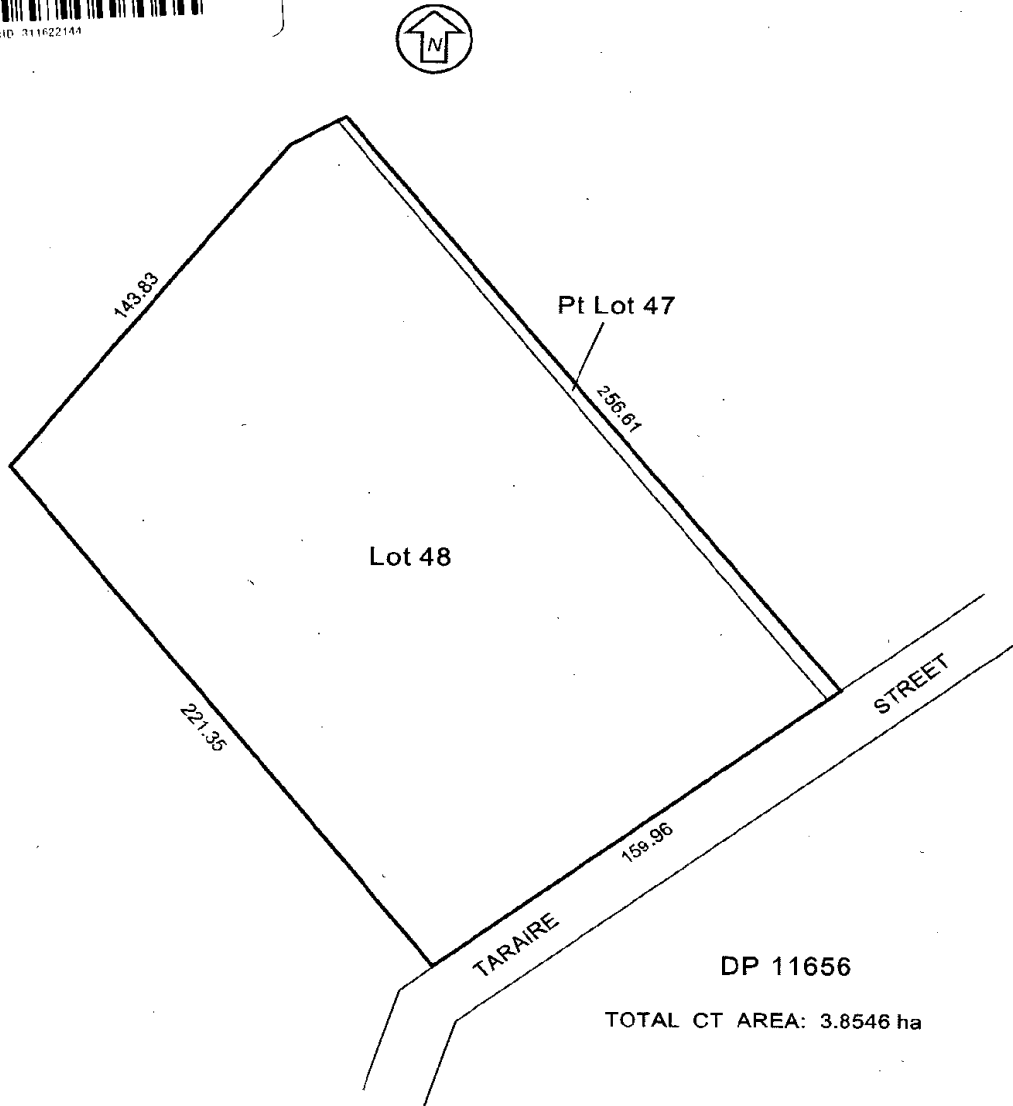 ID 311622144
N
143.83
Pt Lot 47
256.61
Lot 48
221.35
STREET
159.96
TARAIRE
DP 11656
TOTAL CT AREA: 3.8546 ha